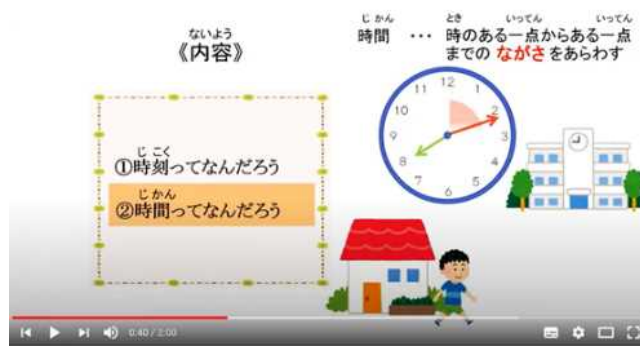 ないよう
《内容》
じこく
①時刻ってなんだろう
じかん
②時間ってなんだろう
じかん とき いってん いってん
時間 … 時のある一点からある一点
までの ながさ をあらわす
12
11 1
10 2
9 3
8 4
7 5
6
0:40 / 2:00